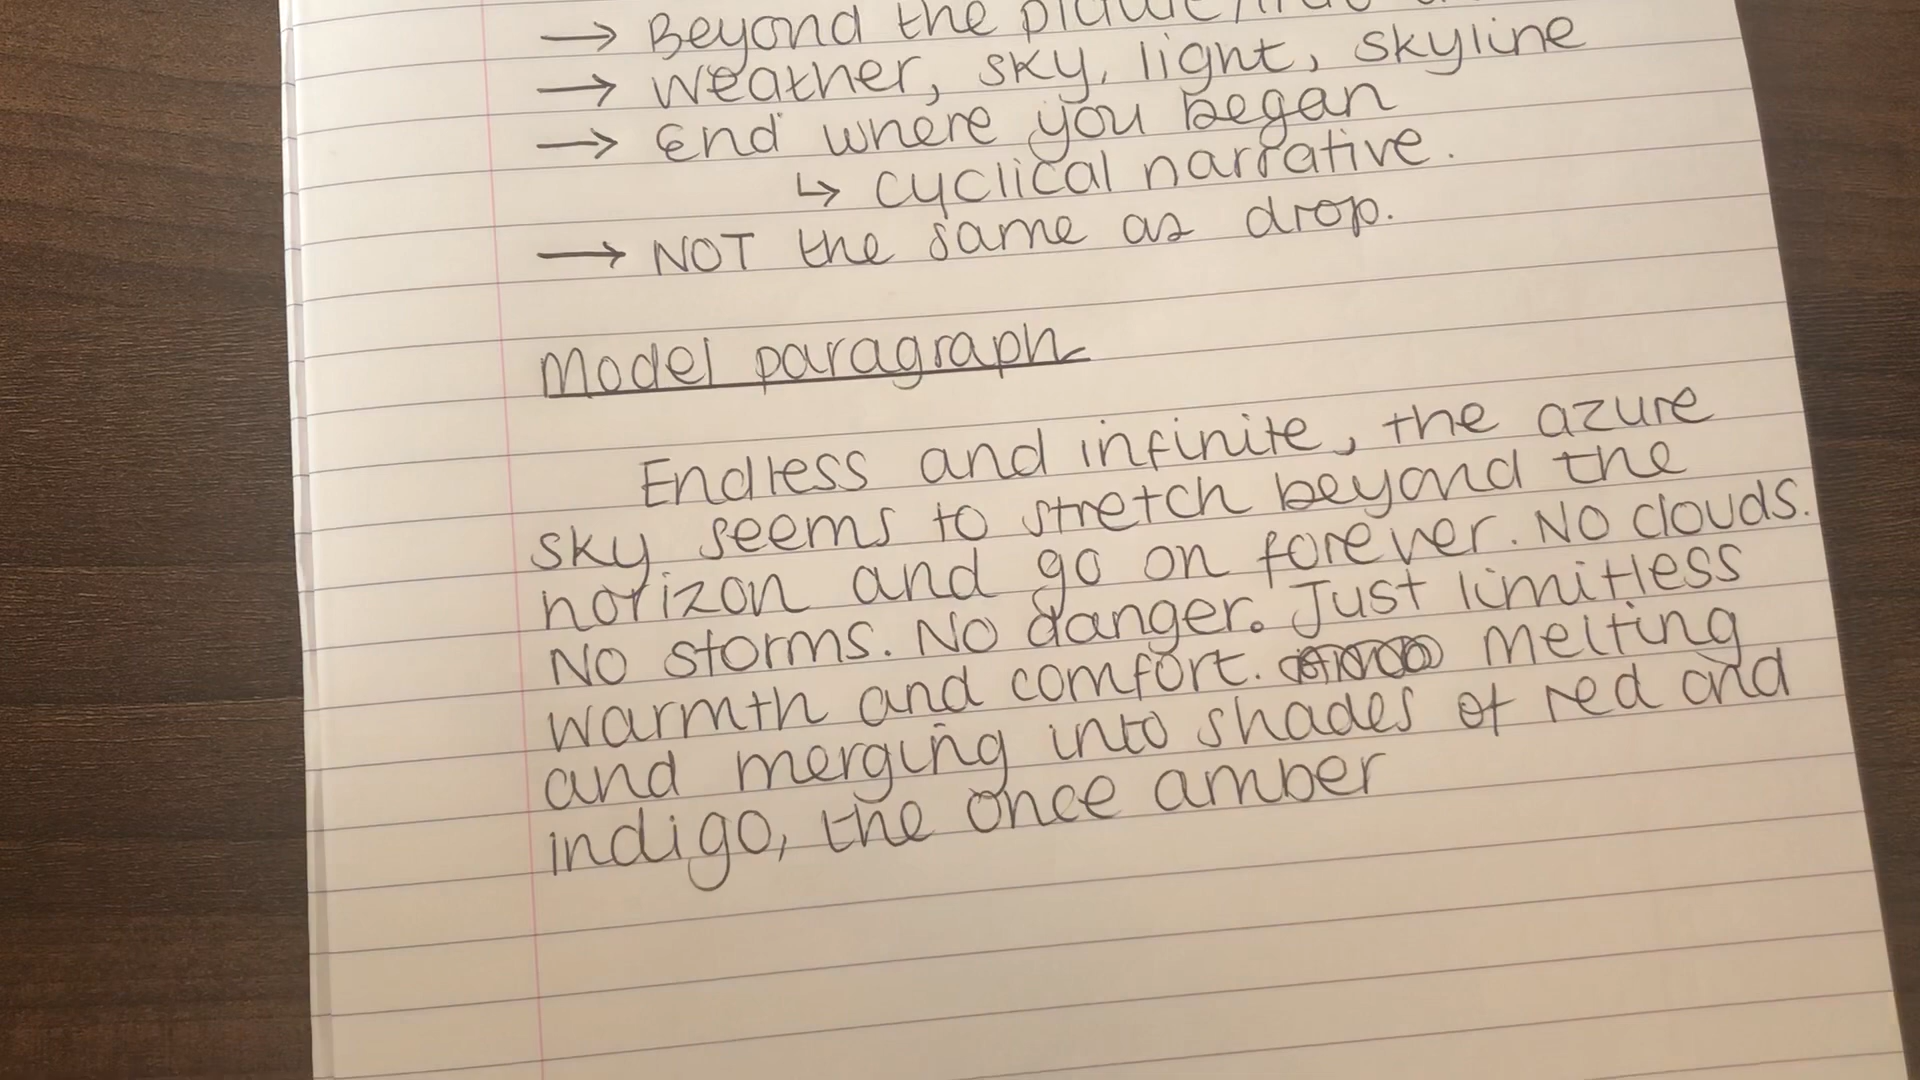 → Beyond the picture
→ weather, sky, light, skyline
→ End where you began
↳ cyclical narrative.
→ NOT the same as drop.
Model paragraph
Endless and infinite, the azure
sky seems to stretch beyond the
horizon and go on forever. No clouds.
No storms. No danger. Just limitless
warmth and comfort. Melting
and merging into shades of red and
indigo, the once amber